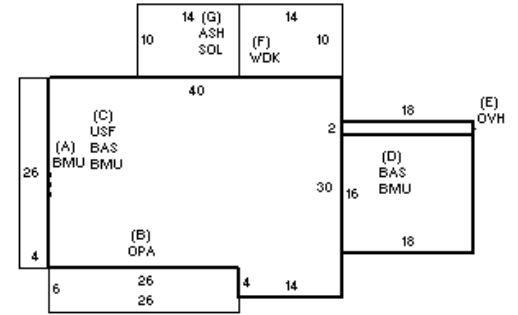 14 (G)
ASH
SOL
10
14
(F)
WDK
10
40
18
(E)
OVH
2
(C)
USF
BAS
BMU
(A)
BMU
26
(D)
BAS
BMU
30
16
(B)
OPA
18
4
6
26
26
4
14